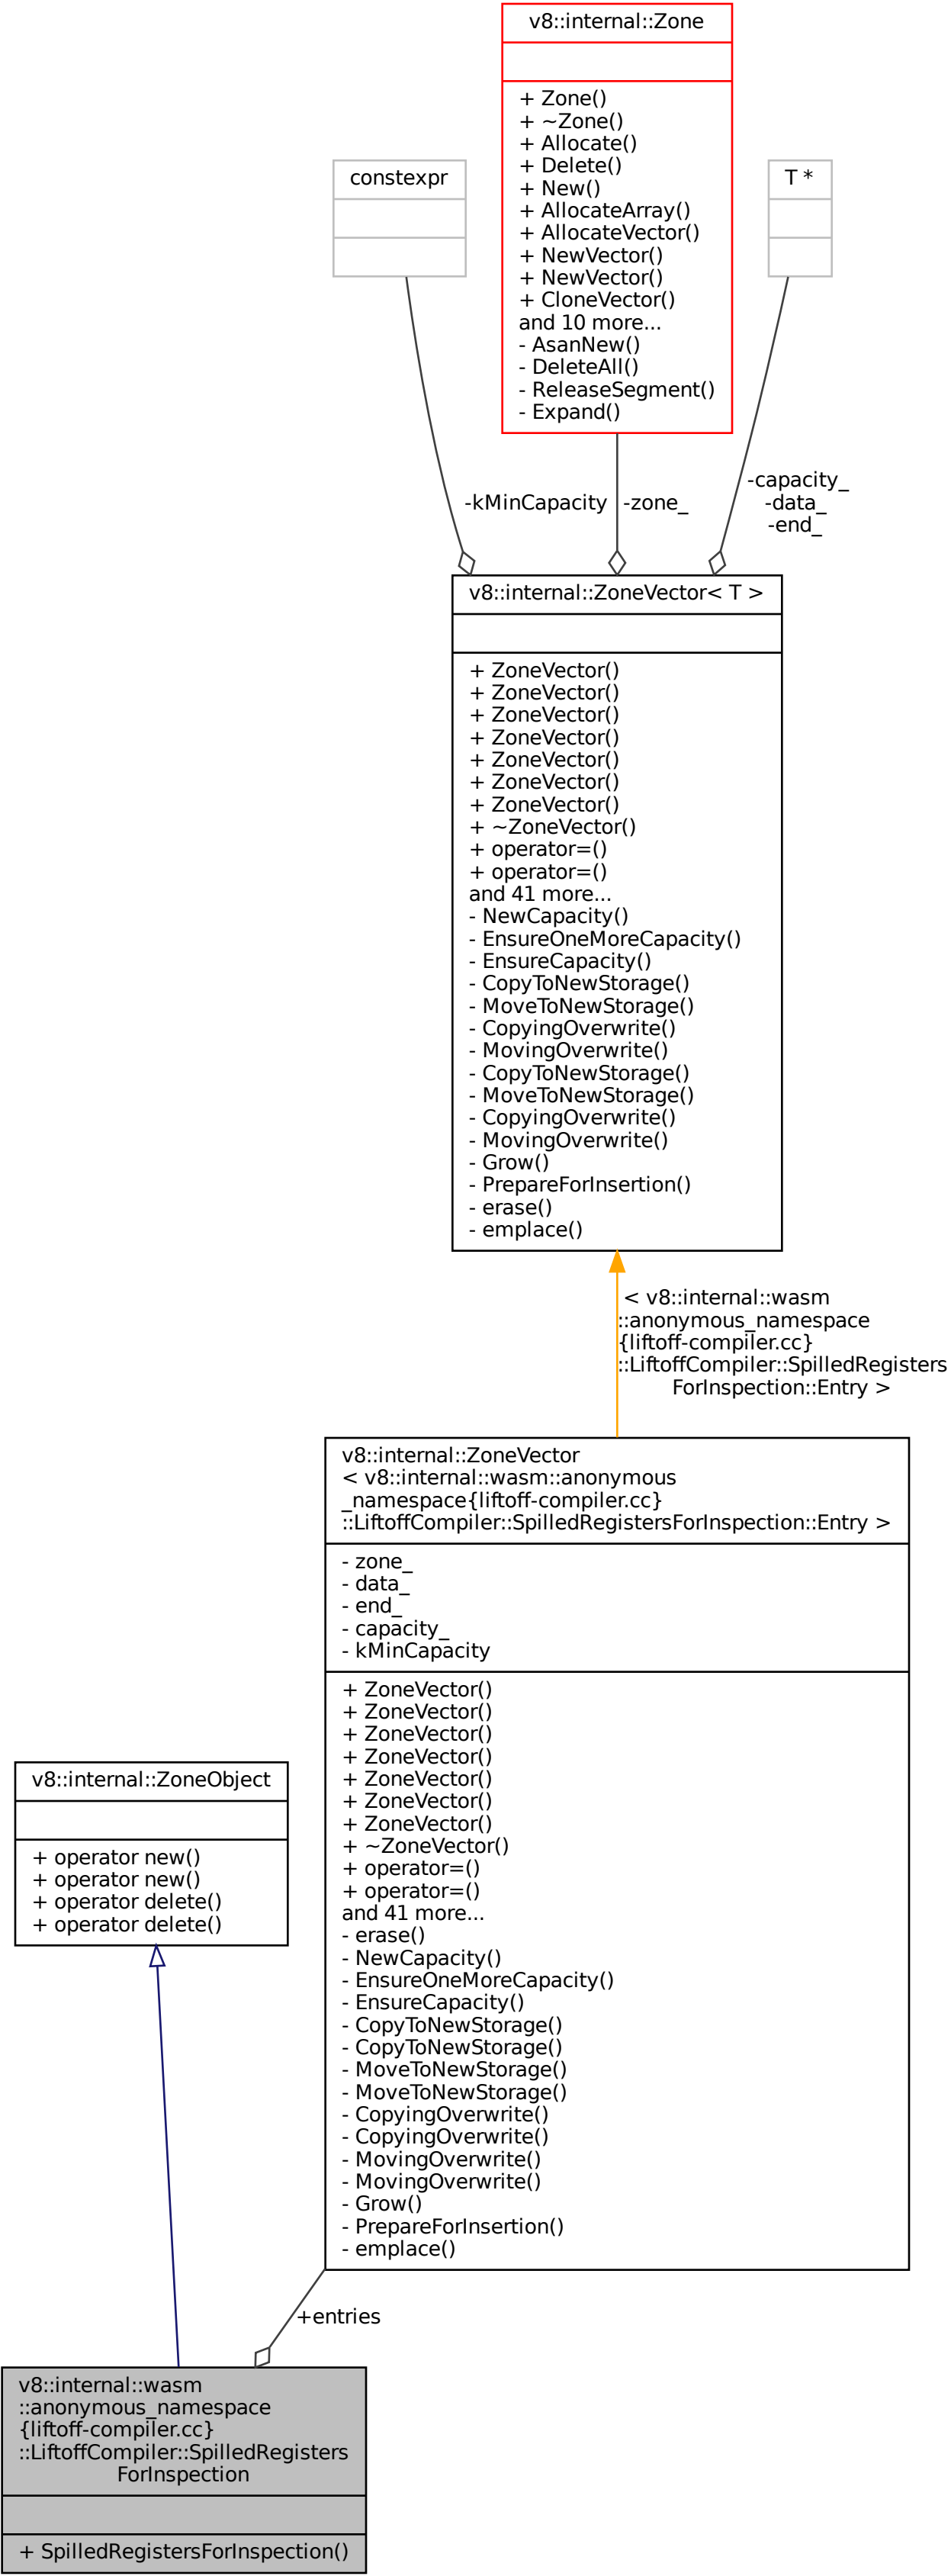 v8::internal::Zone
+ Zone()
+ ~Zone()
+ Allocate()
+ Delete()
+ New()
+ AllocateArray()
+ AllocateVector()
+ NewVector()
+ NewVector()
+ CloneVector()
and 10 more...
- AsanNew()
- DeleteAll()
- ReleaseSegment()
- Expand()
constexpr
T *
-kMinCapacity
-zone_
-capacity_
-data_
-end_
v8::internal::ZoneVector< T >
+ ZoneVector()
+ ZoneVector()
+ ZoneVector()
+ ZoneVector()
+ ZoneVector()
+ ZoneVector()
+ ZoneVector()
+ ~ZoneVector()
+ operator=()
+ operator=()
and 41 more...
- NewCapacity()
- EnsureOneMoreCapacity()
- EnsureCapacity()
- CopyToNewStorage()
- MoveToNewStorage()
- CopyingOverwrite()
- MovingOverwrite()
- CopyToNewStorage()
- MoveToNewStorage()
- CopyingOverwrite()
- MovingOverwrite()
- Grow()
- PrepareForInsertion()
- erase()
- emplace()
< v8::internal::wasm
::anonymous_namespace
{liftoff-compiler.cc}
::LiftoffCompiler::SpilledRegisters
ForInspection::Entry >
v8::internal::ZoneVector
< v8::internal::wasm::anonymous
_namespace{liftoff-compiler.cc}
::LiftoffCompiler::SpilledRegistersForInspection::Entry >
- zone_
- data_
- end_
- capacity_
- kMinCapacity
+ ZoneVector()
+ ZoneVector()
+ ZoneVector()
+ ZoneVector()
+ ZoneVector()
+ ZoneVector()
+ ZoneVector()
+ ~ZoneVector()
+ operator=()
+ operator=()
and 41 more...
- erase()
- NewCapacity()
- EnsureOneMoreCapacity()
- EnsureCapacity()
- CopyToNewStorage()
- CopyToNewStorage()
- MoveToNewStorage()
- MoveToNewStorage()
- CopyingOverwrite()
- CopyingOverwrite()
- MovingOverwrite()
- MovingOverwrite()
- Grow()
- PrepareForInsertion()
- emplace()
v8::internal::ZoneObject
+ operator new()
+ operator new()
+ operator delete()
+ operator delete()
+entries
v8::internal::wasm
::anonymous_namespace
{liftoff-compiler.cc}
::LiftoffCompiler::SpilledRegisters
ForInspection
+ SpilledRegistersForInspection()